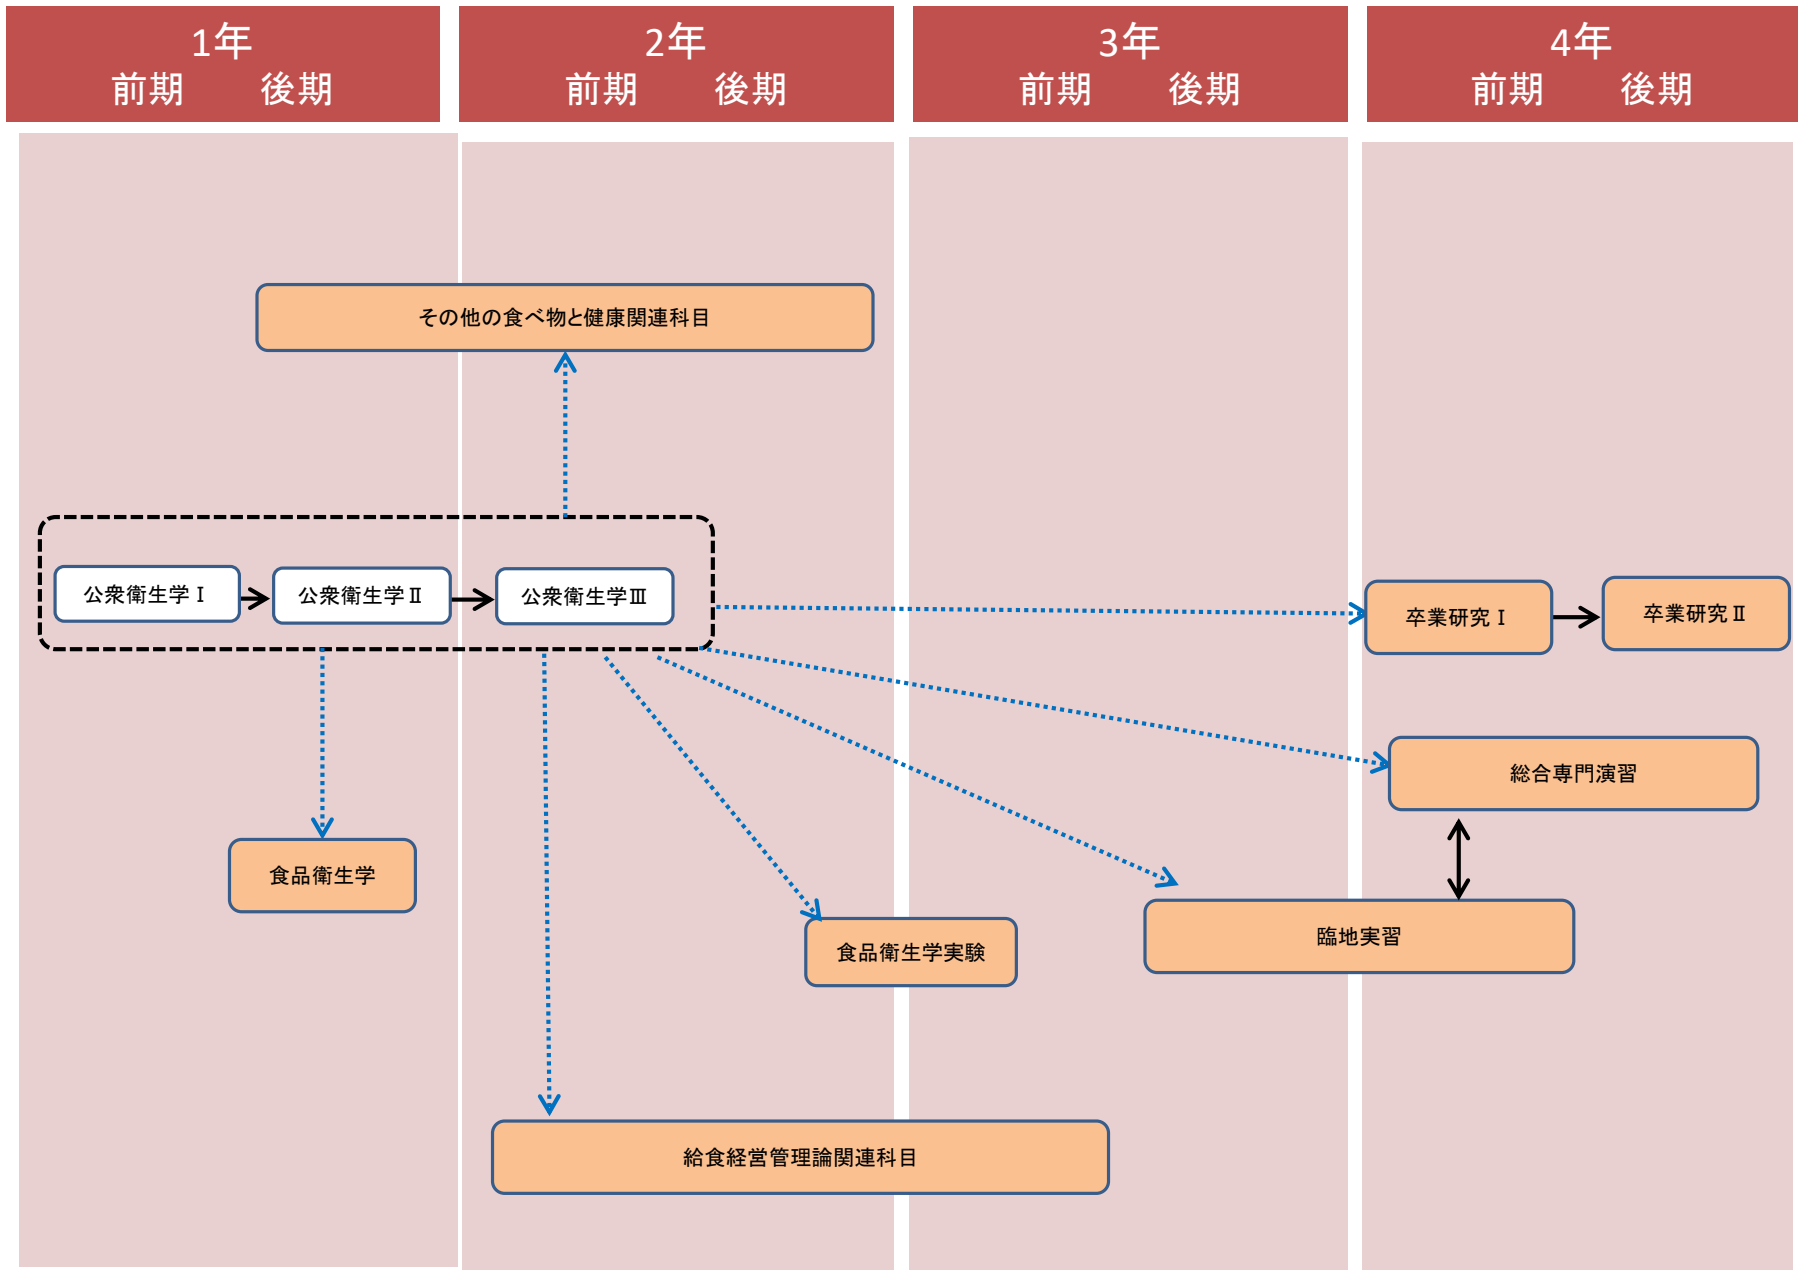 1年
前期 後期
2年
前期 後期
3年
前期 後期
4年
前期 後期
その他の食べ物と健康関連科目
公衆衛生学Ⅰ
公衆衛生学Ⅱ
公衆衛生学Ⅲ
卒業研究Ⅰ
卒業研究Ⅱ
総合専門演習
食品衛生学
食品衛生学実験
臨地実習
給食経営管理論関連科目